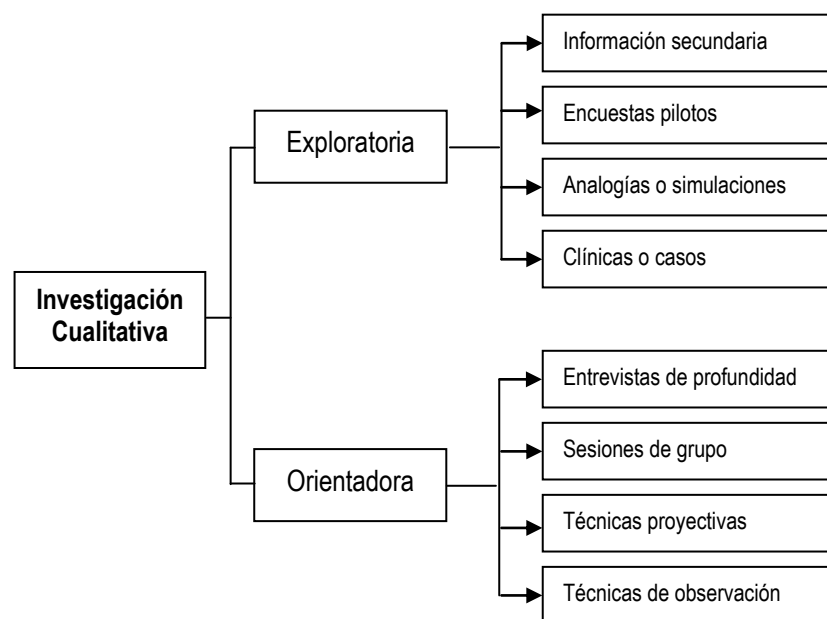 Investigación
Cualitativa
Exploratoria
Información secundaria
Encuestas pilotos
Analogías o simulaciones
Clínicas o casos
Orientadora
Entrevistas de profundidad
Sesiones de grupo
Técnicas proyectivas
Técnicas de observación